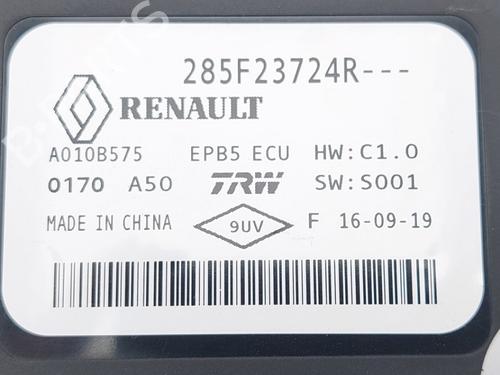 285F23724R---
RENAULT
A010B575 EPB5 ECU HW:C1.0
0170 A50 TRW SW:S001
MADE IN CHINA 9UV F 16-09-19